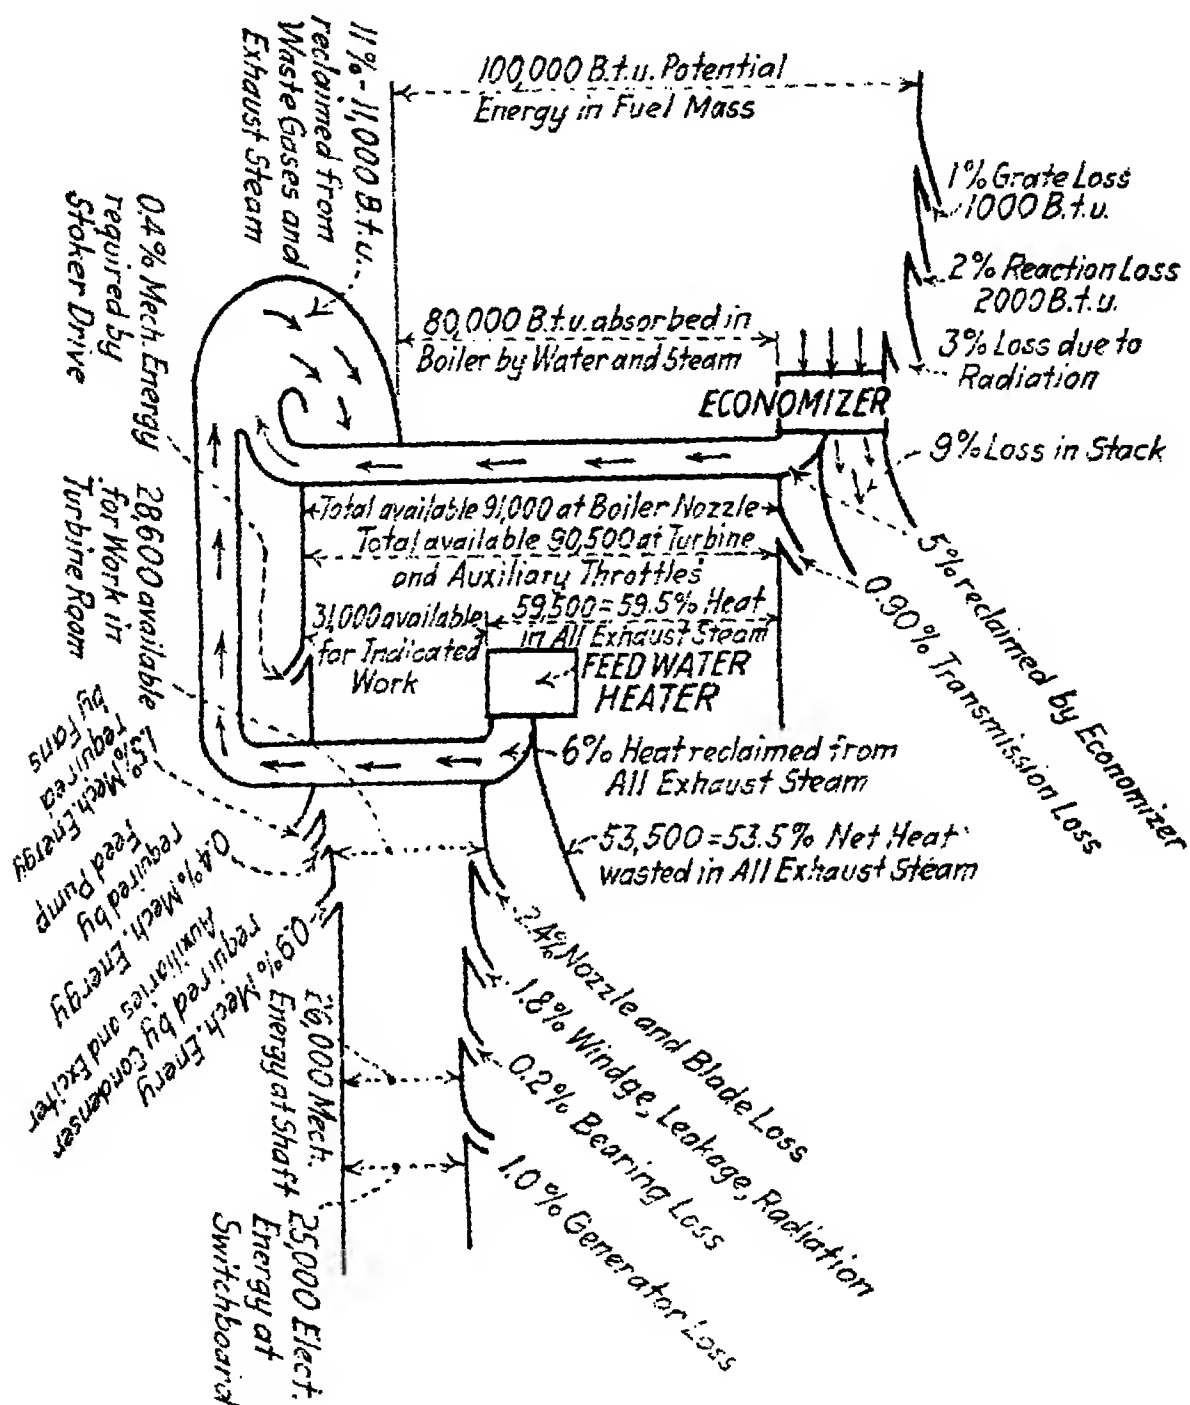 100,000 B.t.u. Potential
Energy in Fuel Mass
11%-11,000 B.t.u.
reclaimed from
Waste Gases and
Exhaust Steam
1% Grate Loss
1000 B.t.u.
2% Reaction Loss
2000 B.t.u.
3% Loss due to
Radiation
80,000 B.t.u. absorbed in
Boiler by Water and Steam
ECONOMIZER
9% Loss in Stack
0.4% Mech. Energy
required by
Stoker Drive
Total available 91,000 at Boiler Nozzle
Total available 90,500 at Turbine
and Auxiliary Throttles
31,000 available
for Indicated
Work
59,500 = 59.5% Heat
in All Exhaust Steam
FEED WATER
HEATER
5% reclaimed by Economizer
0.90% Transmission Loss
28,600 available
for Work in
Turbine Room
6% Heat reclaimed from
All Exhaust Steam
53,500 = 53.5% Net Heat
wasted in All Exhaust Steam
1.5% Mech. Energy
required
by Fans
0.4% Mech. Energy
required by
Feed Pump
0.9% Mech. Enery
required by Condenser
Auxiliaries and Exciter
2.4% Nozzle and Blade Loss
1.8% Windge, Leakage, Radiation
0.2% Bearing Loss
1.0% Generator Loss
26,000 Mech.
Energy at Shaft
25,000 Elect.
Energy at
Switchboard